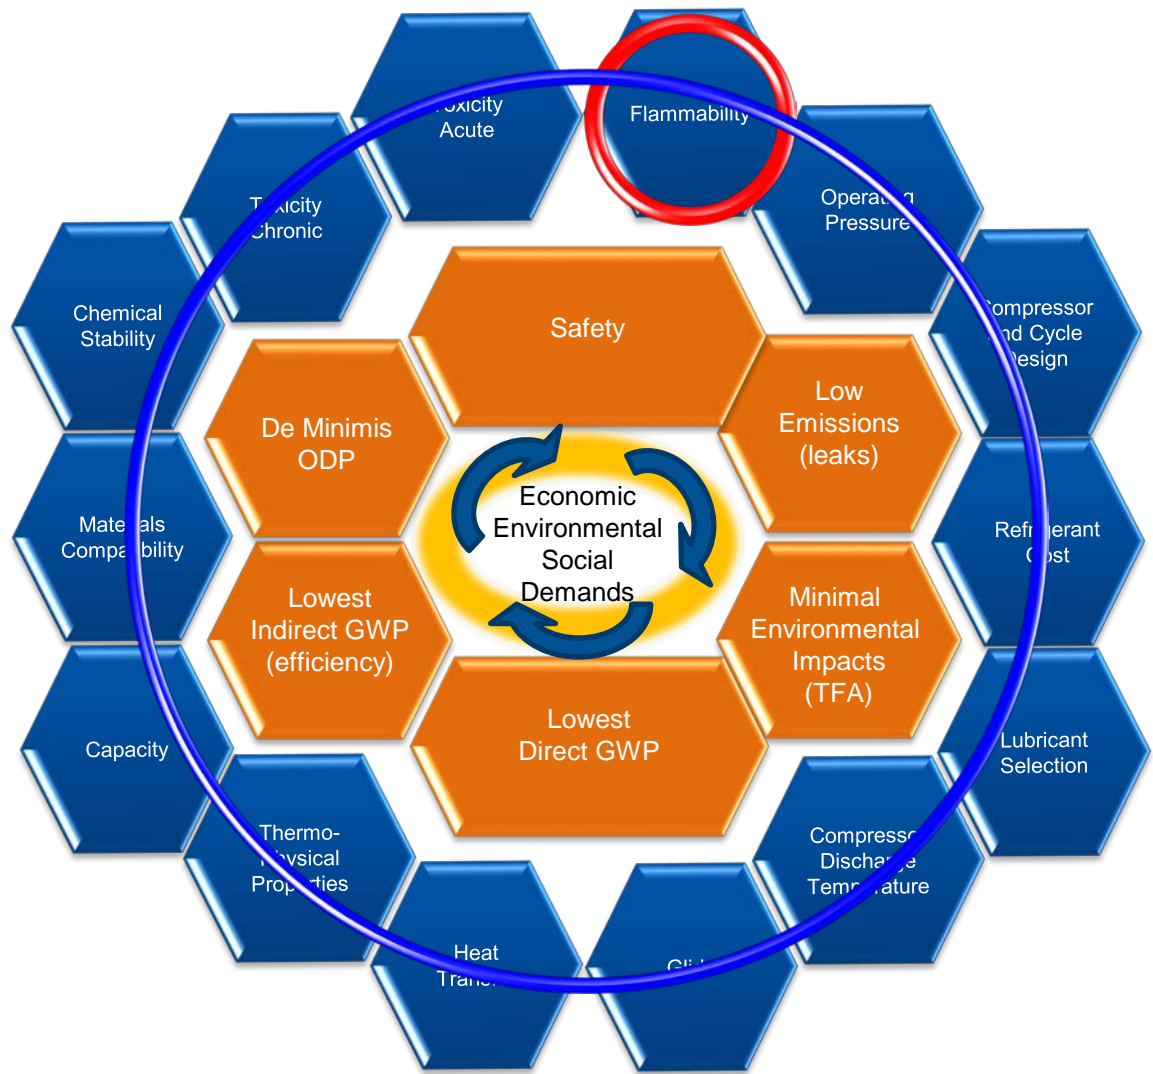 Toxicity
Acute
Flammability
Toxicity
Chronic
Operating
Pressure
Chemical
Stability
Safety
Compressor
and Cycle
Design
De Minimis
ODP
Low
Emissions
(leaks)
Economic
Environmental
Social
Demands
Materials
Compatibility
Refrigerant
Cost
Lowest
Indirect GWP
(efficiency)
Minimal
Environmental
Impacts
(TFA)
Capacity
Lowest
Direct GWP
Lubricant
Selection
Thermo-
Physical
Properties
Compressor
Discharge
Temperature
Heat
Transfer
Glide